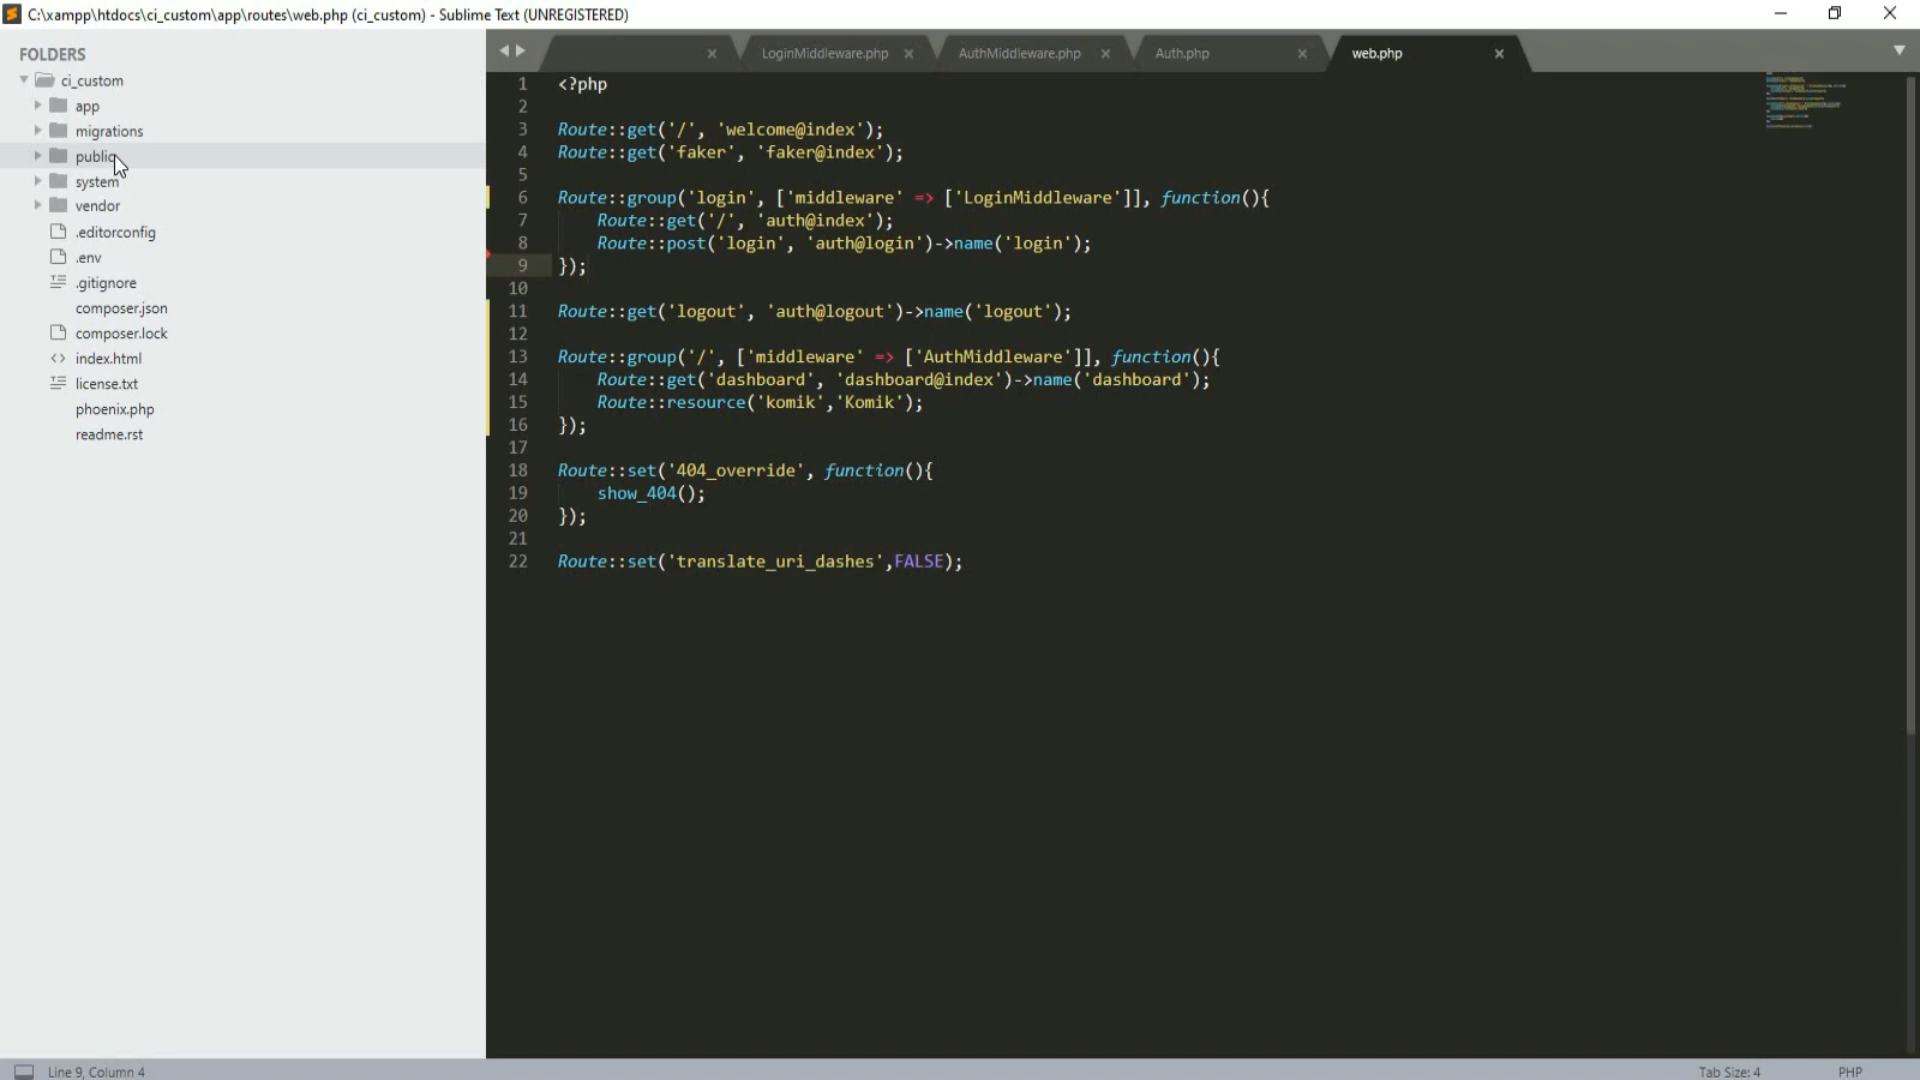 C:\xampp\htdocs\ci_custom\app\routes\web.php (ci_custom) - Sublime Text (UNREGISTERED)
FOLDERS
ci_custom
app
migrations
public
system
vendor
.editorconfig
.env
.gitignore
composer.json
composer.lock
index.html
license.txt
phoenix.php
readme.rst
LoginMiddleware.php
AuthMiddleware.php
Auth.php
web.php
1 <?php
2
3 Route::get('/', 'welcome@index');
4 Route::get('faker', 'faker@index');
5
6 Route::group('login', ['middleware' => ['LoginMiddleware']], function(){
7 Route::get('/', 'auth@index');
8 Route::post('login', 'auth@login')->name('login');
9 });
10
11 Route::get('logout', 'auth@logout')->name('logout');
12
13 Route::group('/', ['middleware' => ['AuthMiddleware']], function(){
14 Route::get('dashboard', 'dashboard@index')->name('dashboard');
15 Route::resource('komik','Komik');
16 });
17
18 Route::set('404_override', function(){
19 show_404();
20 });
21
22 Route::set('translate_uri_dashes',FALSE);
Line 9, Column 4
Tab Size: 4
PHP